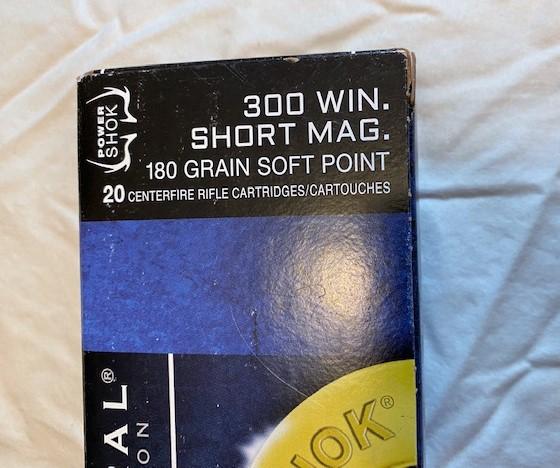 POWER
SHOK
300 WIN.
SHORT MAG.
180 GRAIN SOFT POINT
20 CENTERFIRE RIFLE CARTRIDGES/CARTOUCHES